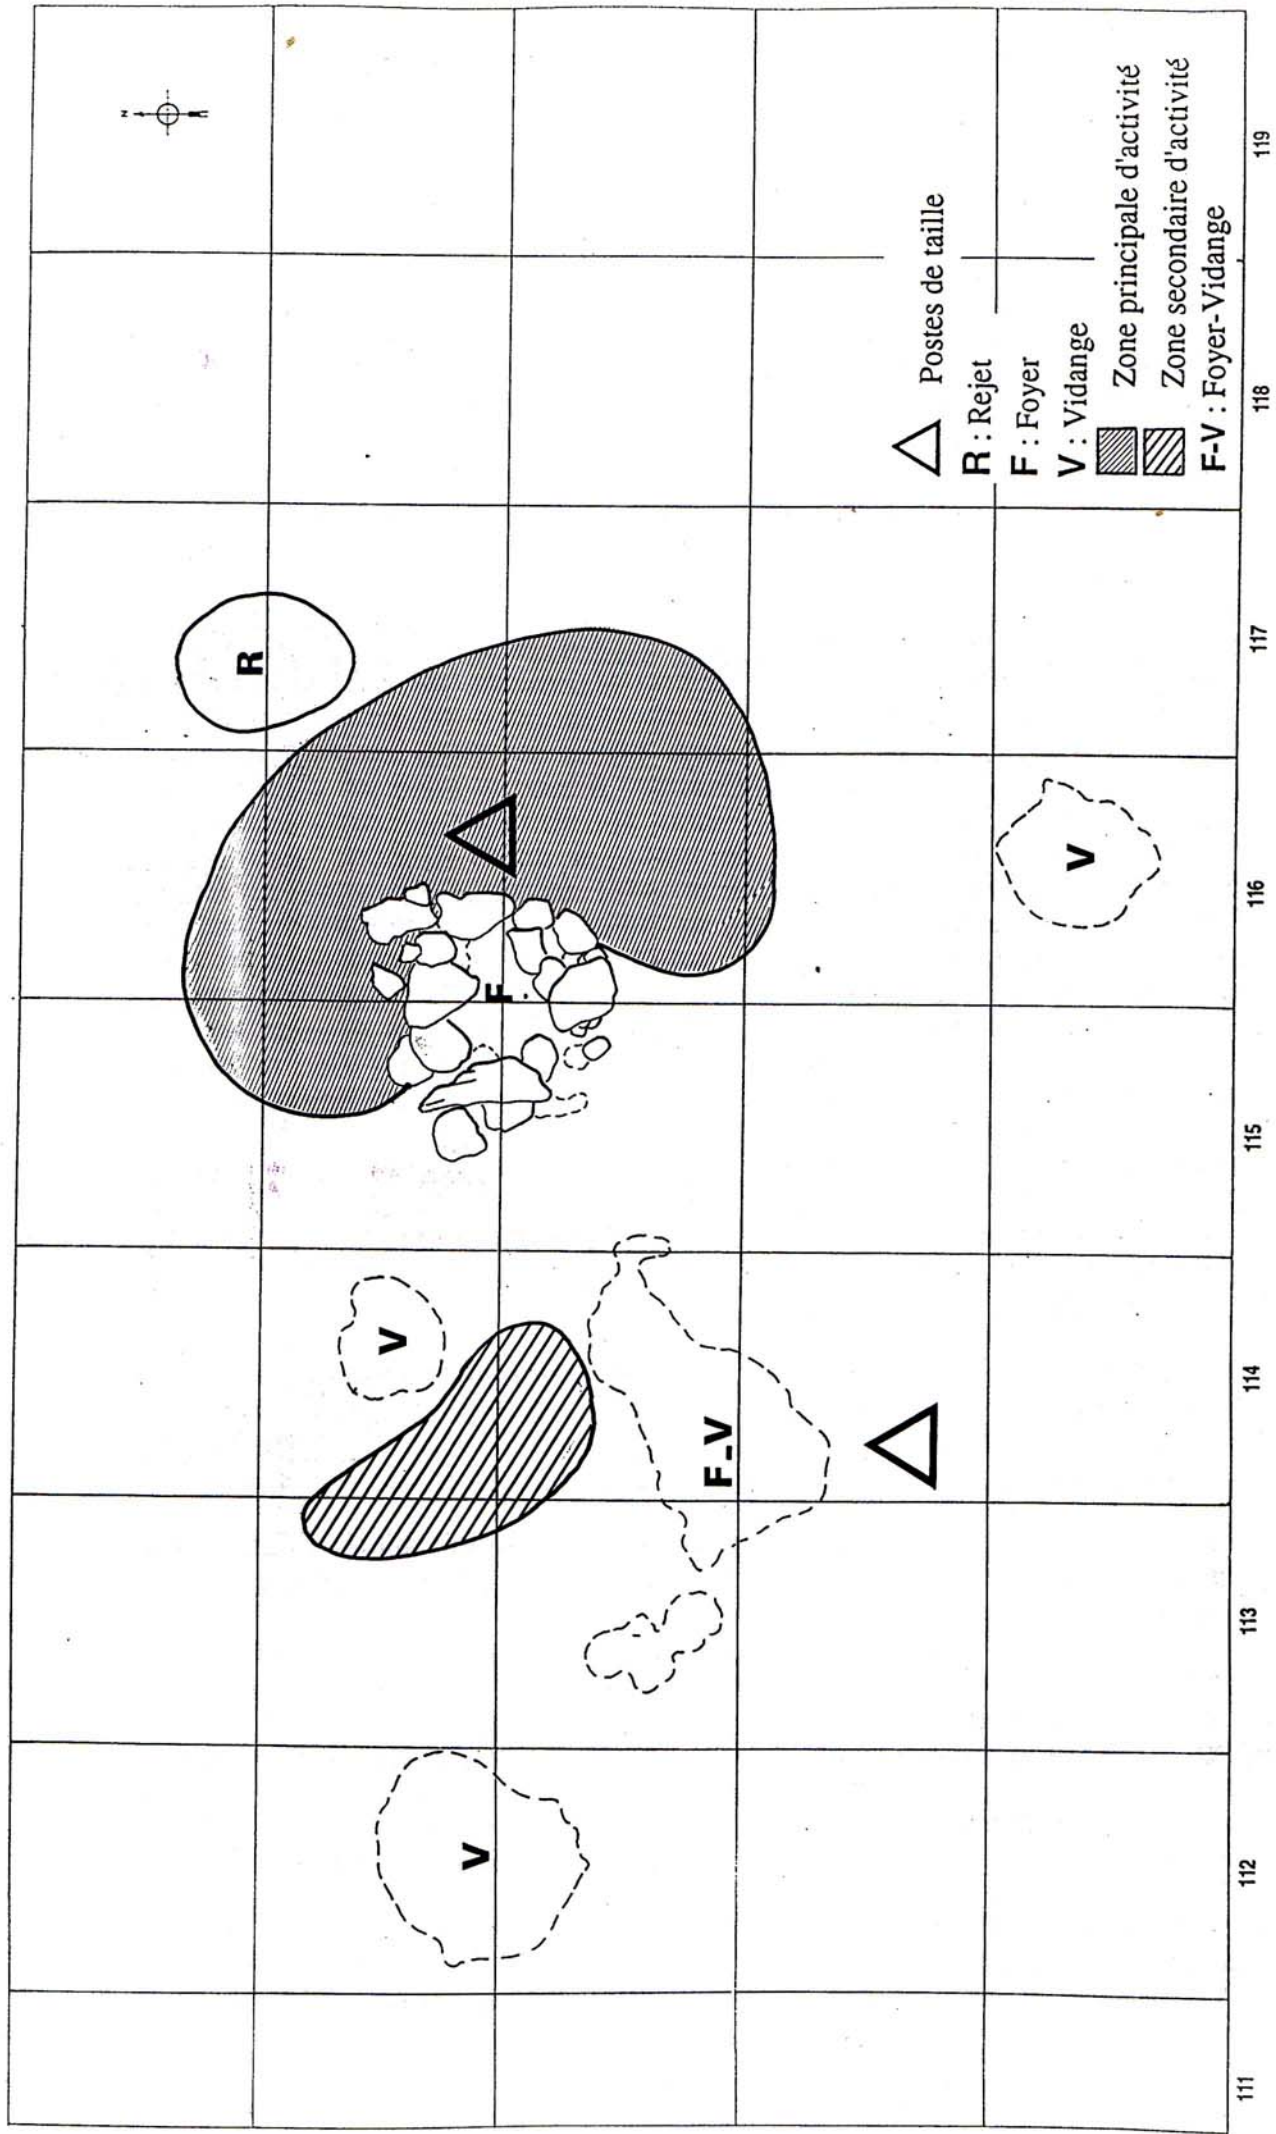 N
R
F
V
V
F-V
V
V
Postes de taille
R : Rejet
F : Foyer
V : Vidange
Zone principale d'activité
Zone secondaire d'activité
F-V : Foyer-Vidange
111 112 113 114 115 116 117 118 119